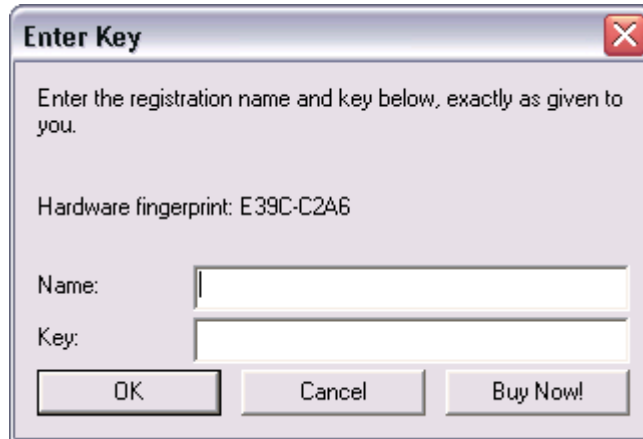 Enter Key
Enter the registration name and key below, exactly as given to
you.
Hardware fingerprint: E39C-C2A6
Name:
Key:
OK Cancel Buy Now!